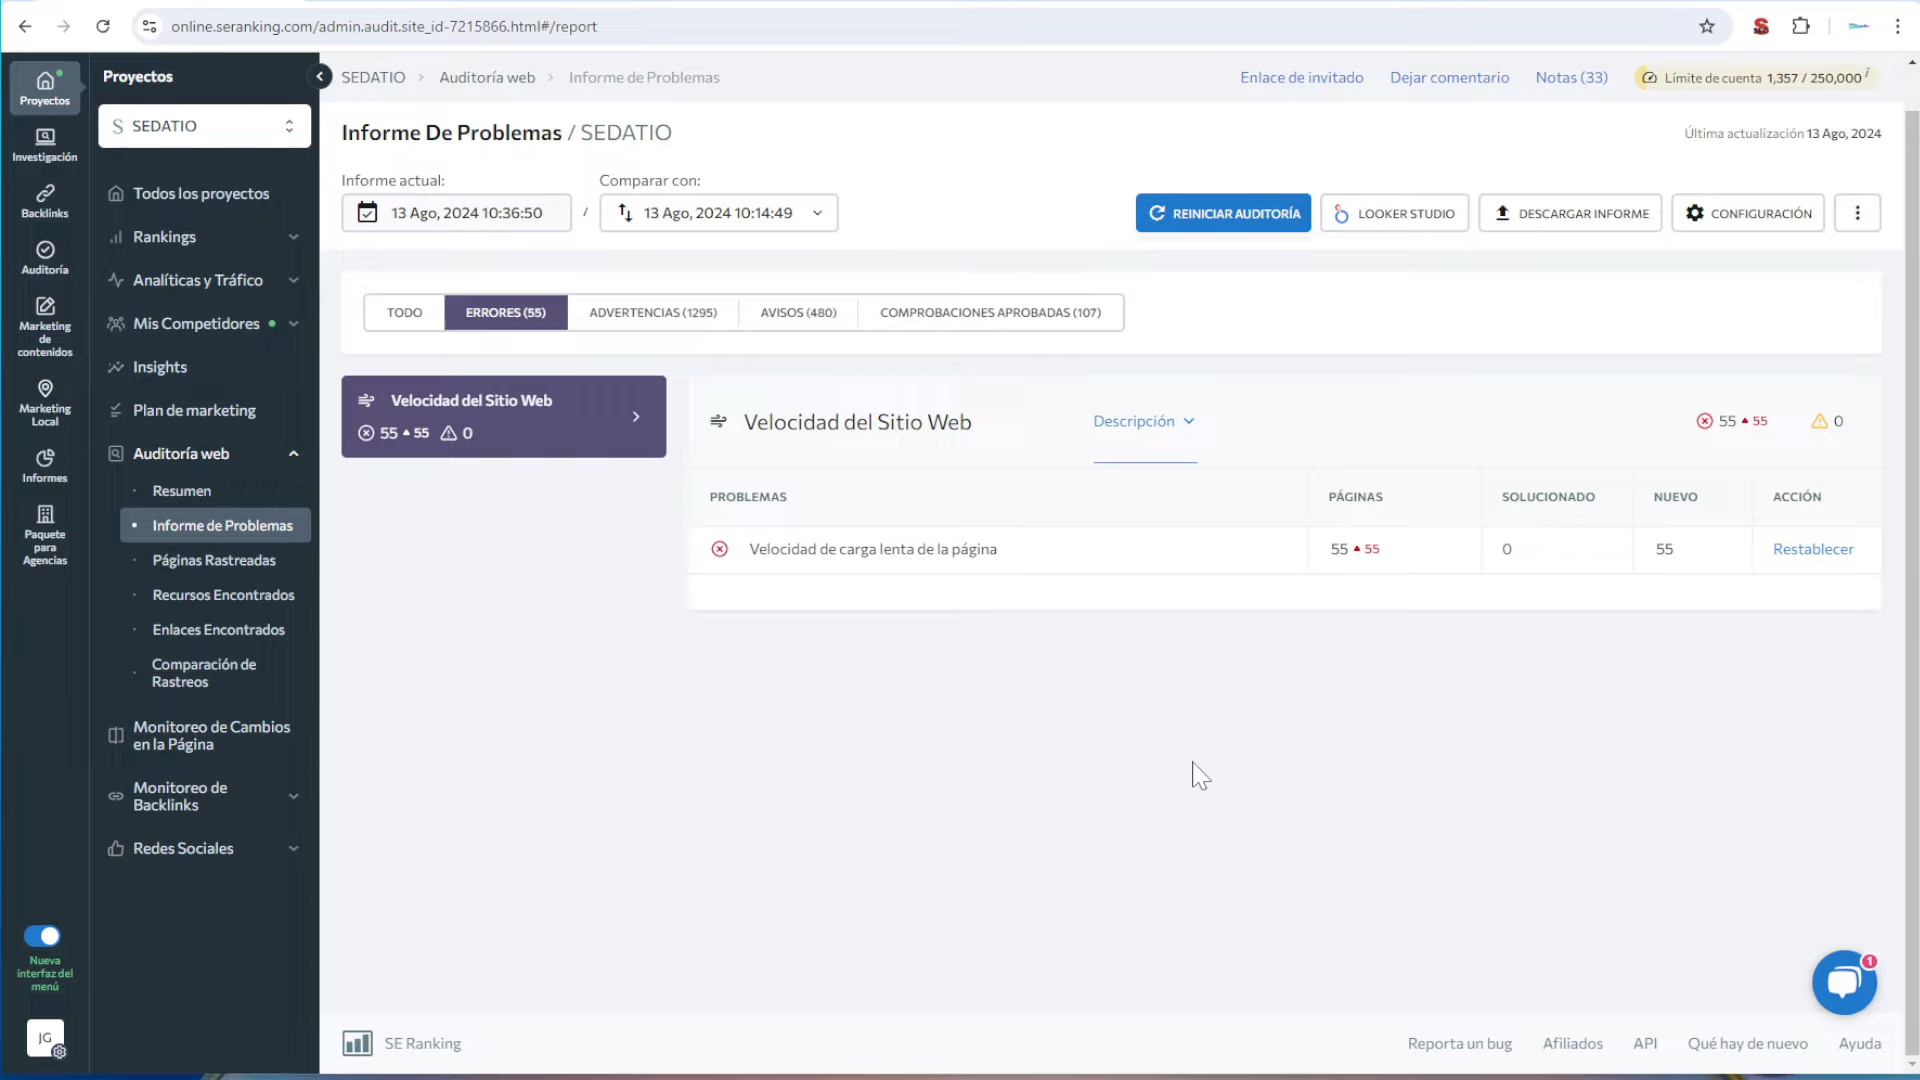 online.seranking.com/admin.audit.site_id-7215866.html#/report
Proyectos
Investigación
Backlinks
Auditoría
Marketing
de
contenidos
Marketing
Local
Informes
Paquete
para
Agencias
Nueva
interfaz del
menú
JG
Proyectos
S SEDATIO
Todos los proyectos
Rankings
Analíticas y Tráfico
Mis Competidores
Insights
Plan de marketing
Auditoría web
Resumen
Informe de Problemas
Páginas Rastreadas
Recursos Encontrados
Enlaces Encontrados
Comparación de
Rastreos
Monitoreo de Cambios
en la Página
Monitoreo de
Backlinks
Redes Sociales
SEDATIO > Auditoría web > Informe de Problemas
Enlace de invitado Dejar comentario Notas (33) Límite de cuenta 1,357 / 250,000 i
Informe De Problemas / SEDATIO
Última actualización 13 Ago, 2024
Informe actual: Comparar con:
13 Ago, 2024 10:36:50 / 13 Ago, 2024 10:14:49
REINICIAR AUDITORÍA LOOKER STUDIO DESCARGAR INFORME CONFIGURACIÓN
TODO ERRORES (55) ADVERTENCIAS (1295) AVISOS (480) COMPROBACIONES APROBADAS (107)
Velocidad del Sitio Web
55 ▲ 55 0
Velocidad del Sitio Web Descripción 55 ▲ 55 0
PROBLEMAS PÁGINAS SOLUCIONADO NUEVO ACCIÓN
Velocidad de carga lenta de la página 55 ▲ 55 0 55 Restablecer
1
SE Ranking
Reporta un bug Afiliados API Qué hay de nuevo Ayuda